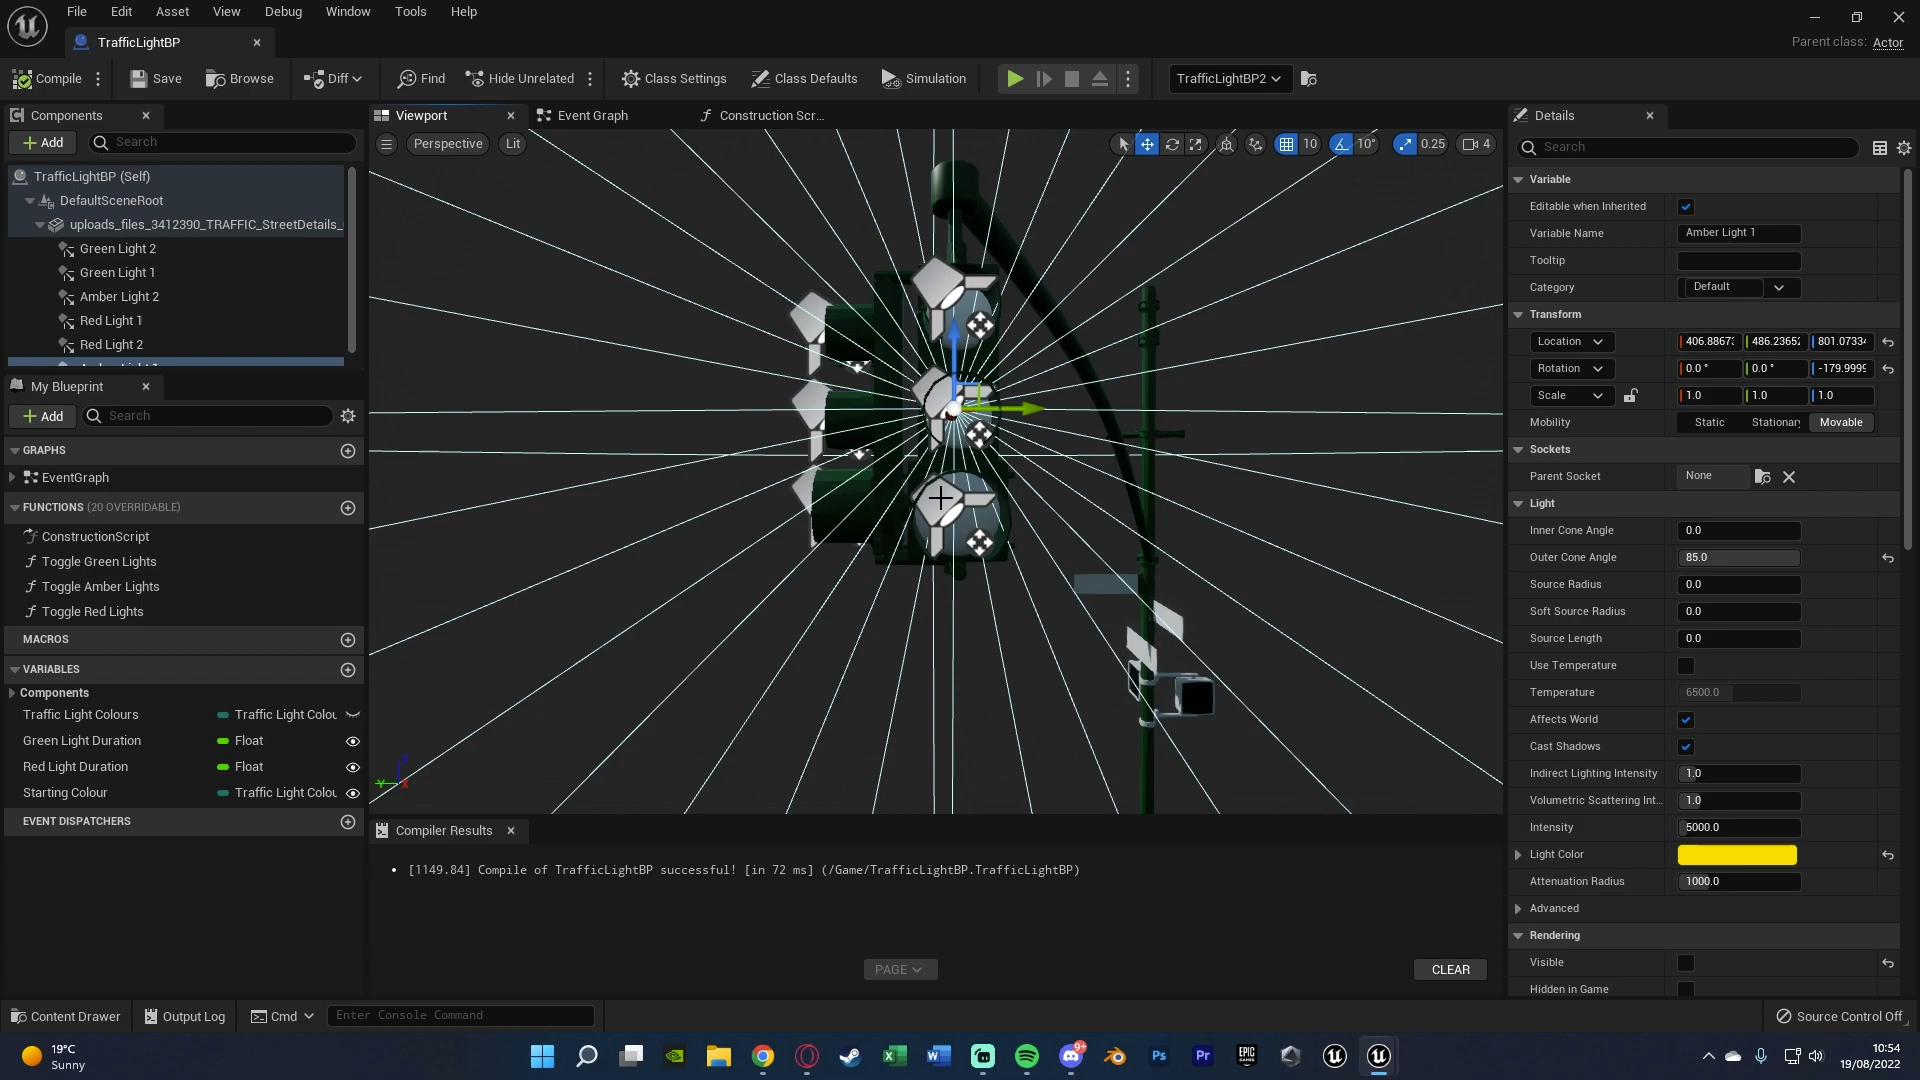 File Edit Asset View Debug Window Tools Help
TrafficLightBP
Parent class: Actor
Compile Save Browse Diff Find Hide Unrelated Class Settings Class Defaults Simulation TrafficLightBP2
Components
Add Search
TrafficLightBP (Self)
DefaultSceneRoot
uploads_files_3412390_TRAFFIC_StreetDetails_
Green Light 2
Green Light 1
Amber Light 2
Red Light 1
Red Light 2
My Blueprint
Add Search
GRAPHS
EventGraph
FUNCTIONS (20 OVERRIDABLE)
ConstructionScript
Toggle Green Lights
Toggle Amber Lights
Toggle Red Lights
MACROS
VARIABLES
Components
Traffic Light Colours Traffic Light Colou
Green Light Duration Float
Red Light Duration Float
Starting Colour Traffic Light Colou
EVENT DISPATCHERS
Viewport Event Graph Construction Scr...
Perspective Lit 10 10° 0.25 4
Compiler Results
[1149.84] Compile of TrafficLightBP successful! [in 72 ms] (/Game/TrafficLightBP.TrafficLightBP)
PAGE CLEAR
Details
Search
Variable
Editable when Inherited
Variable Name Amber Light 1
Tooltip
Category Default
Transform
Location 406.8867 486.23652 801.0733
Rotation 0.0 ° 0.0 ° -179.999
Scale 1.0 1.0 1.0
Mobility Static Stationary Movable
Sockets
Parent Socket None
Light
Inner Cone Angle 0.0
Outer Cone Angle 85.0
Source Radius 0.0
Soft Source Radius 0.0
Source Length 0.0
Use Temperature
Temperature 6500.0
Affects World
Cast Shadows
Indirect Lighting Intensity 1.0
Volumetric Scattering Int... 1.0
Intensity 5000.0
Light Color
Attenuation Radius 1000.0
Advanced
Rendering
Visible
Hidden in Game
Content Drawer Output Log Cmd Enter Console Command Source Control Off
19°C
Sunny
X W Ps Pr EPIC GAMES
9+
10:54
19/08/2022